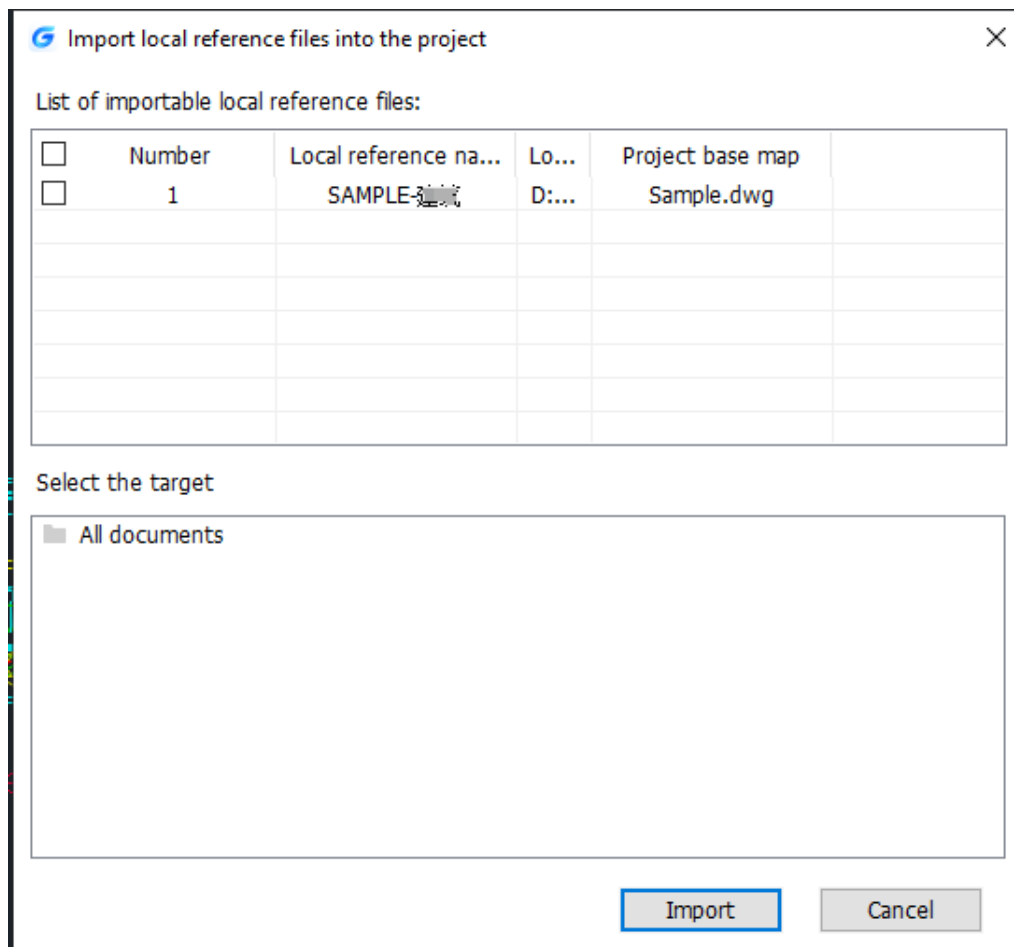 Import local reference files into the project
List of importable local reference files:
Number Local reference na... Lo... Project base map
1 SAMPLE- D:... Sample.dwg
Select the target
All documents
Import Cancel